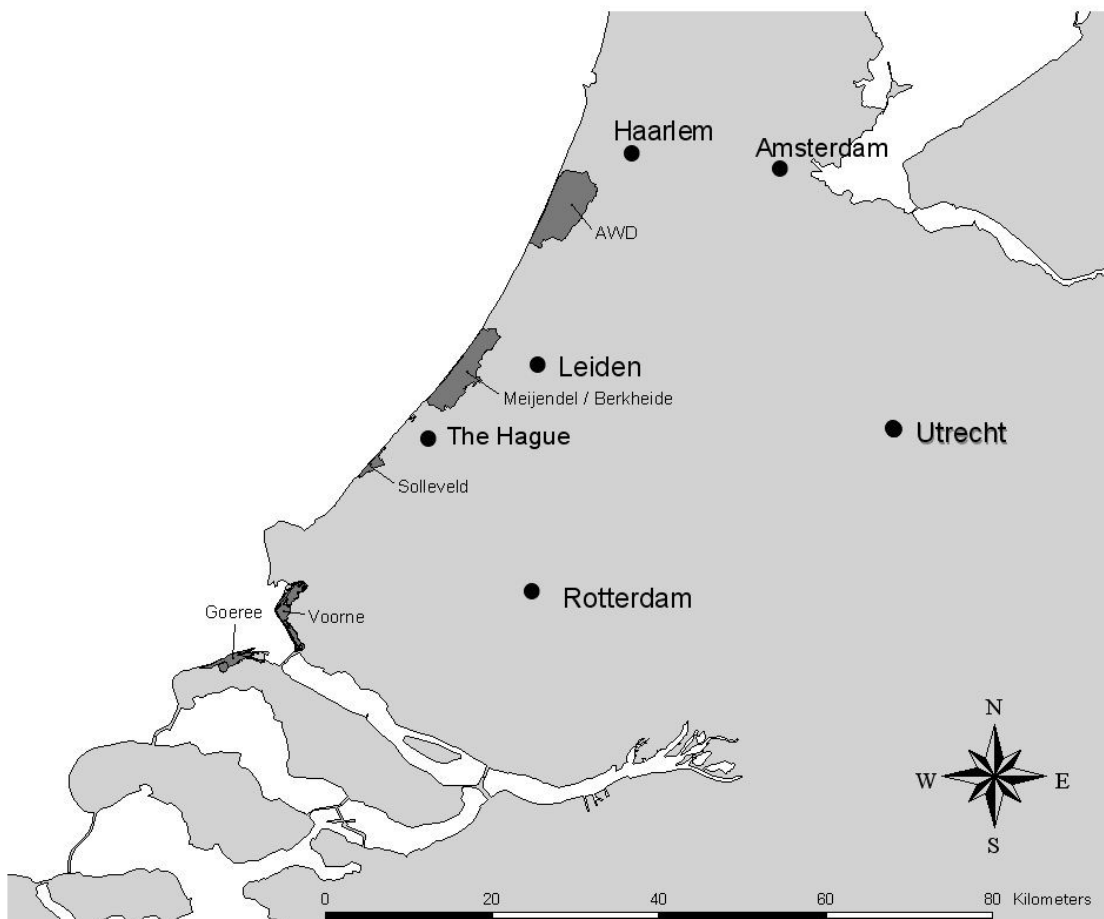 Haarlem
Amsterdam
AWD
Leiden
Meijendel / Berkheide
The Hague
Utrecht
Solleveld
Rotterdam
Goeree
Voorne
N
W
E
S
0 20 40 60 80 Kilometers